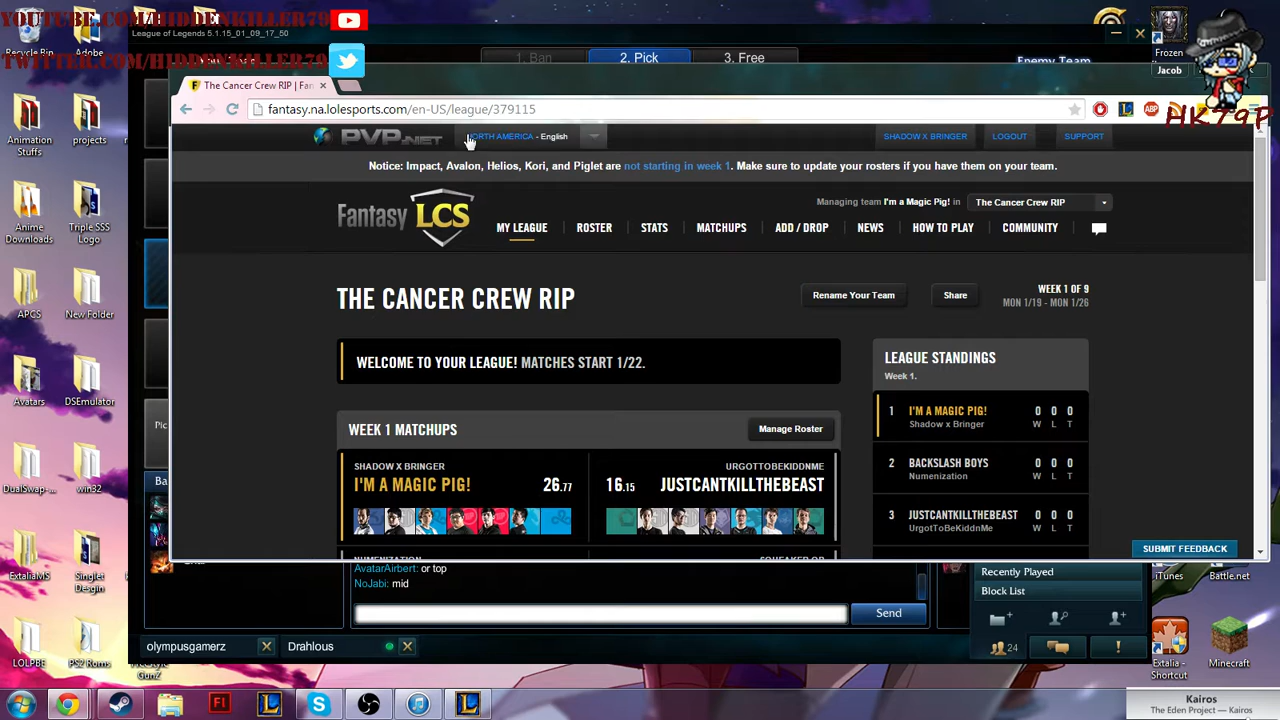 YOUTUBE.COM/HIDDENKILLER79
TWITTER.COM/HIDDENKILLER79
League of Legends 5.1.15_01_09_17_50
1. Ban
2. Pick
3. Free
Enemy Team
Recycle Bin
Adobe
Frozen
Jacob
HK79P
The Cancer Crew RIP | Fan
fantasy.na.lolesports.com/en-US/league/379115
ABP
PVP.NET
NORTH AMERICA - English
SHADOW X BRINGER
LOGOUT
SUPPORT
Notice: Impact, Avalon, Helios, Kori, and Piglet are not starting in week 1. Make sure to update your rosters if you have them on your team.
Fantasy LCS
Managing team I'm a Magic Pig! in
The Cancer Crew RIP
MY LEAGUE
ROSTER
STATS
MATCHUPS
ADD / DROP
NEWS
HOW TO PLAY
COMMUNITY
THE CANCER CREW RIP
Rename Your Team
Share
WEEK 1 OF 9
MON 1/19 - MON 1/26
WELCOME TO YOUR LEAGUE! MATCHES START 1/22.
LEAGUE STANDINGS
Week 1.
1 I'M A MAGIC PIG! 0 0 0
Shadow x Bringer W L T
2 BACKSLASH BOYS 0 0 0
Numenization W L T
3 JUSTCANTKILLTHEBEAST 0 0 0
UrgotToBeKiddnMe W L T
WEEK 1 MATCHUPS
Manage Roster
SHADOW X BRINGER
I'M A MAGIC PIG! 26.77
URGOTTOBEKIDDNME
16.15 JUSTCANTKILLTHEBEAST
NUMENIZATION
SUBMIT FEEDBACK
Animation Stuffs
projects
Anime Downloads
Triple SSS Logo
APCS
New Folder
Avatars
DSEmulator
DualSwap-...
win32
ExtaliaMS
Singlet Desgin
LOLPBE
PS2 Roms
Freestyle GunZ
Pic
Ba
AvatarAirbert: or top
NoJabi: mid
Send
Recently Played
Block List
24
iTunes
Battle.net
Extalia - Shortcut
Minecraft
olympusgamerz
Drahlous
Kairos
The Eden Project — Kairos